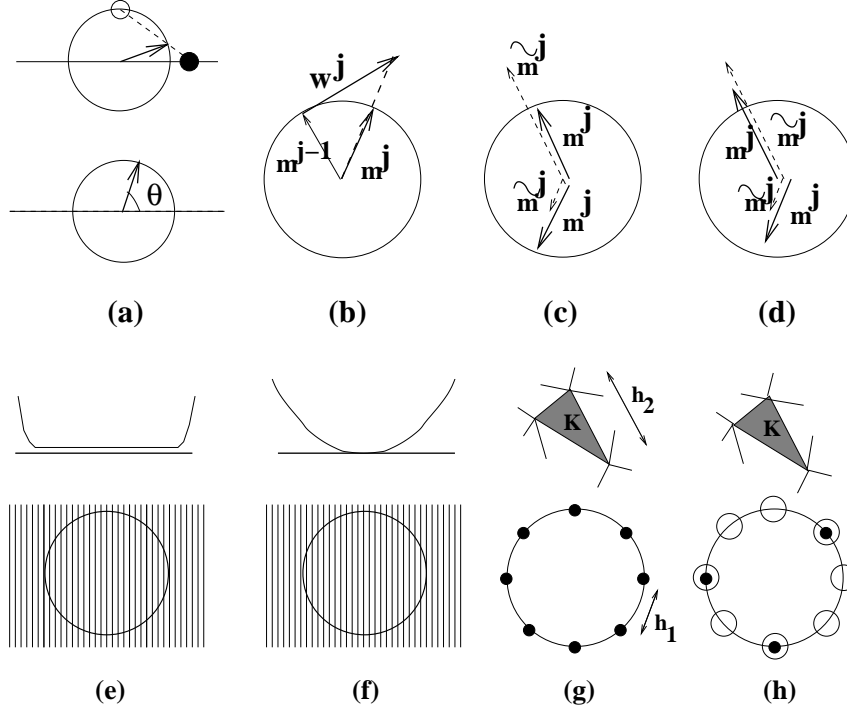 θ
(a)
w^j
m^{j-1}
m^j
(b)
m̃^j
m^j
m̃^j
m^j
(c)
m̃^j
m^j
m̃^j
m^j
(d)
(e)
(f)
K
h_2
h_1
(g)
K
(h)